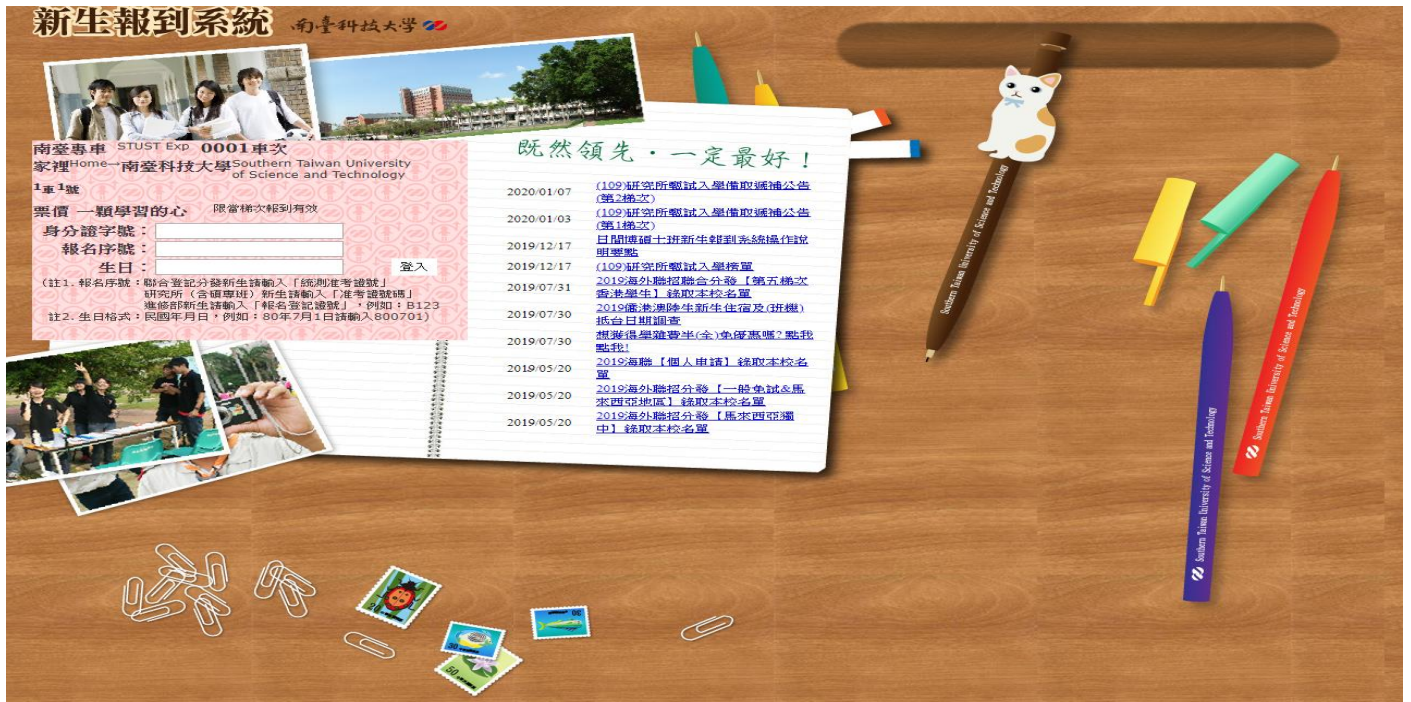 新生報到系統 南臺科技大學
南臺專車 STUST Exp 0001車次
家裡Home→南臺科技大學Southern Taiwan University
of Science and Technology
1車1號
票價 一顆學習的心 限當梯次報到有效
身分證字號：
報名序號：
生日： 登入
(註1. 報名序號：聯合登記分發新生請輸入「統測准考證號」
研究所（含碩專班）新生請輸入「准考證號碼」
進修部新生請輸入「報名登記證號」，例如：B123
註2. 生日格式：民國年月日，例如：80年7月1日請輸入800701)
既然領先・一定最好！
2020/01/07 (109)研究所甄試入學備取遞補公告
(第2梯次)
2020/01/03 (109)研究所甄試入學備取遞補公告
(第1梯次)
2019/12/17 日間博碩士班新生報到系統操作說
明要點
2019/12/17 (109)研究所甄試入學榜單
2019/07/31 2019海外聯招聯合分發【第五梯次
香港學生】錄取本校名單
2019/07/30 2019僑港澳陸生新生住宿及(班機)
抵台日期調查
2019/07/30 想獲得學雜費半(全)免優惠嗎?點我
點我!
2019/05/20 2019海聯【個人申請】錄取本校名
單
2019/05/20 2019海外聯招分發【一般免試&馬
來西亞地區】錄取本校名單
2019/05/20 2019海外聯招分發【馬來西亞獨
中】錄取本校名單
Southern Taiwan University of Science and Technology
Southern Taiwan University of Science and Technology
Southern Taiwan University of Science and Technology
20
30
30
50